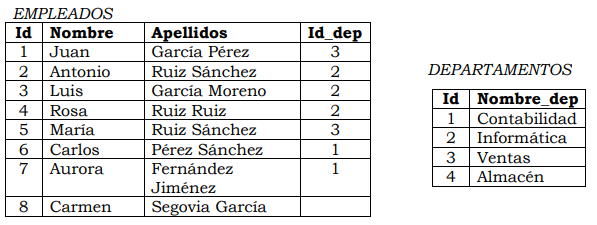 EMPLEADOS
Id Nombre Apellidos Id_dep
1 Juan García Pérez 3
2 Antonio Ruiz Sánchez 2
3 Luis García Moreno 2
4 Rosa Ruiz Ruiz 2
5 María Ruiz Sánchez 3
6 Carlos Pérez Sánchez 1
7 Aurora Fernández 1
Jiménez
8 Carmen Segovia García
DEPARTAMENTOS
Id Nombre_dep
1 Contabilidad
2 Informática
3 Ventas
4 Almacén